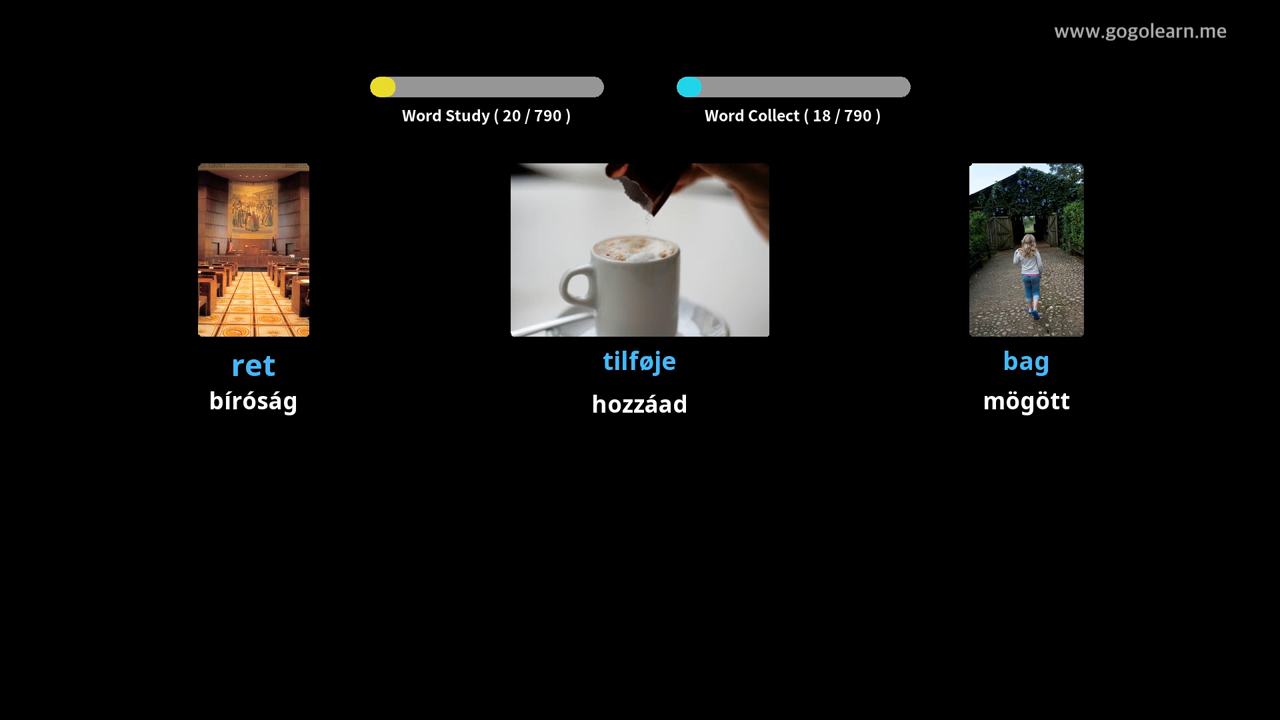 www.gogolearn.me
Word Study ( 20 / 790 )
Word Collect ( 18 / 790 )
ret
tilføje
bag
bíróság
hozzáad
mögött